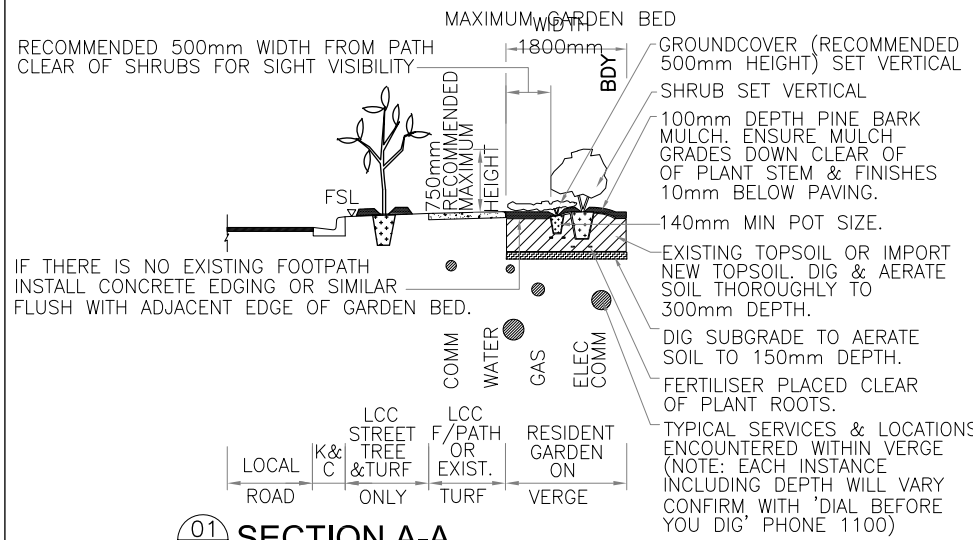 MAXIMUM GARDEN BED
WIDTH
1800mm
RECOMMENDED 500mm WIDTH FROM PATH
CLEAR OF SHRUBS FOR SIGHT VISIBILITY
BDY
GROUNDCOVER (RECOMMENDED
500mm HEIGHT) SET VERTICAL
SHRUB SET VERTICAL
100mm DEPTH PINE BARK
MULCH. ENSURE MULCH
GRADES DOWN CLEAR OF
OF PLANT STEM & FINISHES
10mm BELOW PAVING.
140mm MIN POT SIZE.
EXISTING TOPSOIL OR IMPORT
NEW TOPSOIL. DIG & AERATE
SOIL THOROUGHLY TO
300mm DEPTH.
DIG SUBGRADE TO AERATE
SOIL TO 150mm DEPTH.
FERTILISER PLACED CLEAR
OF PLANT ROOTS.
TYPICAL SERVICES & LOCATIONS
ENCOUNTERED WITHIN VERGE
(NOTE: EACH INSTANCE
INCLUDING DEPTH WILL VARY
CONFIRM WITH 'DIAL BEFORE
YOU DIG' PHONE 1100)
750mm
RECOMMENDED
MAXIMUM
HEIGHT
FSL
IF THERE IS NO EXISTING FOOTPATH
INSTALL CONCRETE EDGING OR SIMILAR
FLUSH WITH ADJACENT EDGE OF GARDEN BED.
COMM
WATER
GAS
ELEC
COMM
LOCAL
ROAD
K&
C
LCC
STREET
TREE
&TURF
ONLY
LCC
F/PATH
OR
EXIST.
TURF
RESIDENT
GARDEN
ON
VERGE
01
SECTION A-A